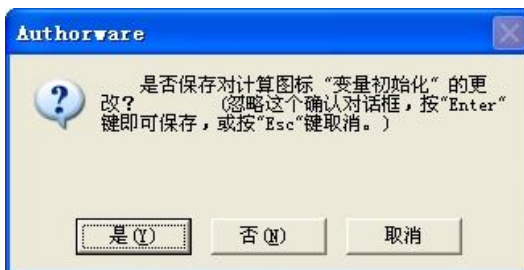 Authorware
是否保存对计算图标 “变量初始化” 的更
改? (忽略这个确认对话框，按“Enter”
键即可保存，或按“Esc”键取消。)
是(Y) 否(N) 取消